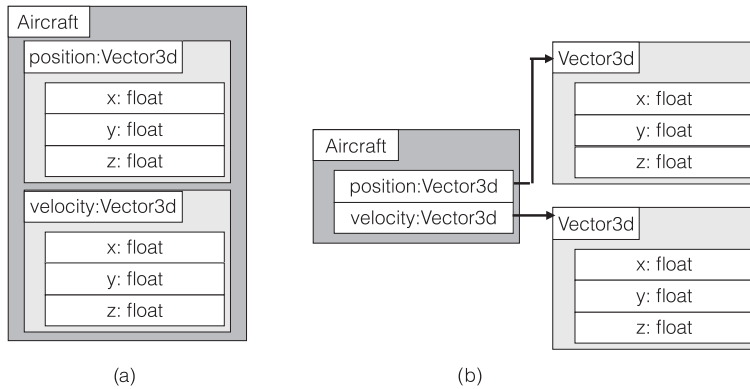 Aircraft
position:Vector3d
x: float
y: float
z: float
velocity:Vector3d
x: float
y: float
z: float
(a)
Aircraft
position:Vector3d
velocity:Vector3d
Vector3d
x: float
y: float
z: float
Vector3d
x: float
y: float
z: float
(b)